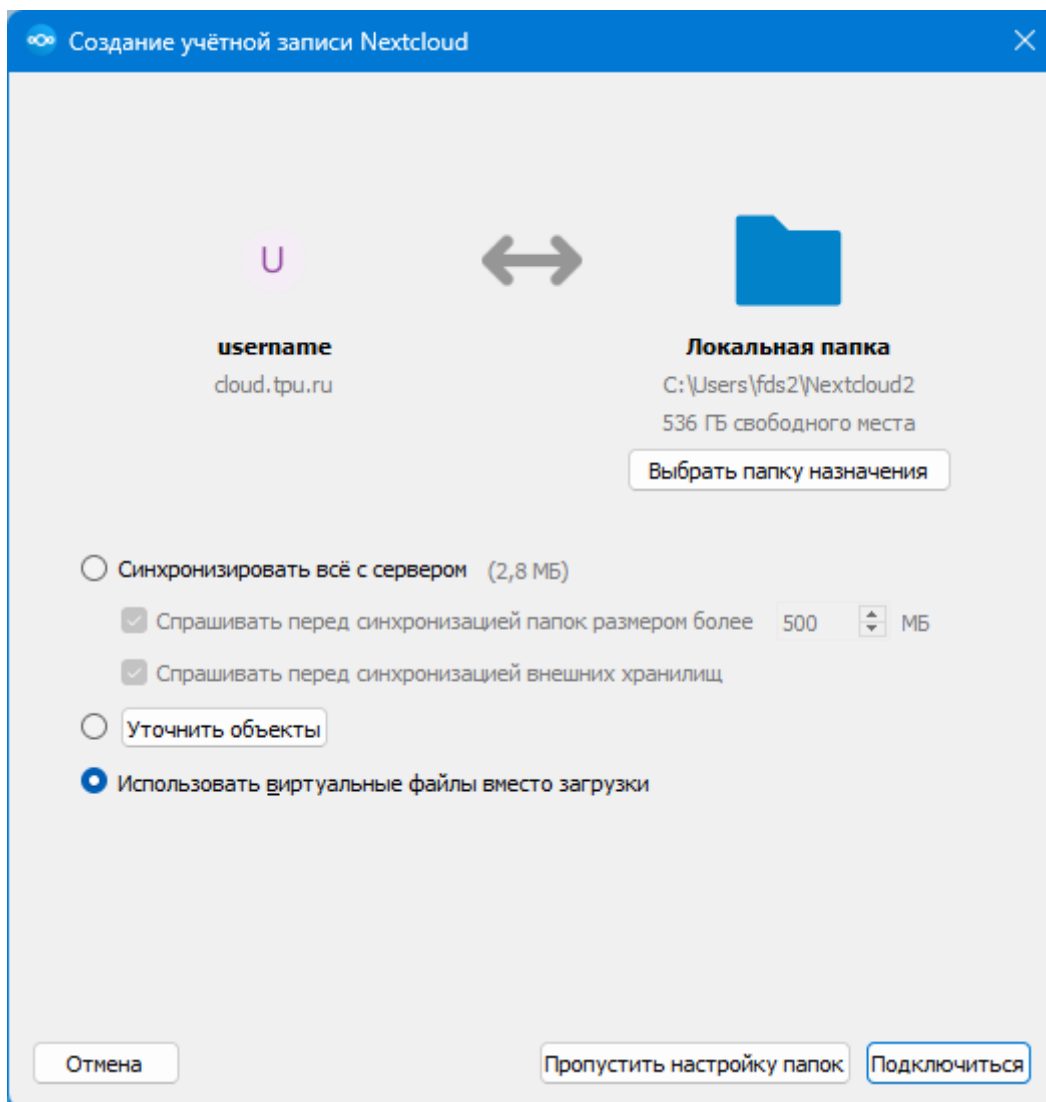 Создание учётной записи Nextcloud
U
username
cloud.tpu.ru
Локальная папка
C:\Users\fds2\Nextcloud2
536 ГБ свободного места
Выбрать папку назначения
Синхронизировать всё с сервером (2,8 МБ)
Спрашивать перед синхронизацией папок размером более 500 МБ
Спрашивать перед синхронизацией внешних хранилищ
Уточнить объекты
Использовать виртуальные файлы вместо загрузки
Отмена Пропустить настройку папок Подключиться